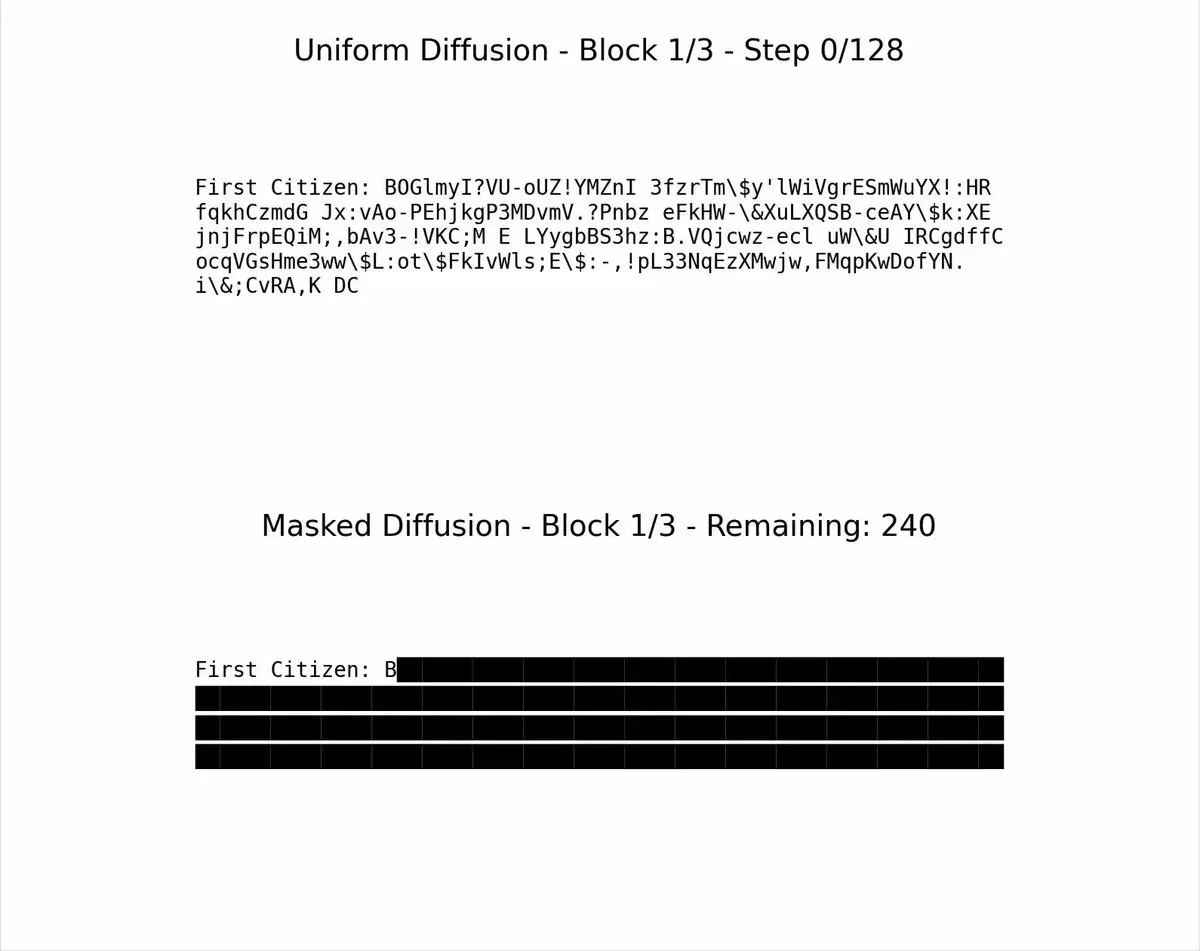 Uniform Diffusion - Block 1/3 - Step 0/128
First Citizen: BOGlmyI?VU-oUZ!YMZnI 3fzrTm\$y'lWiVgrESmWuYX!:HR
fqkhCzmdG Jx:vAo-PEhjkgP3MDvmV.?Pnbz eFkHW-\&XuLXQSB-ceAY\$k:XE
jnjFrpEQiM;,bAv3-!VKC;M E LYygbBS3hz:B.VQjcwz-ecl uW\&U IRCgdffC
ocqVGsHme3ww\$L:ot\$FkIvWls;E\$:-,!pL33NqEzXMwjw,FMqpKwDofYN.
i\&;CvRA,K DC
Masked Diffusion - Block 1/3 - Remaining: 240
First Citizen: B